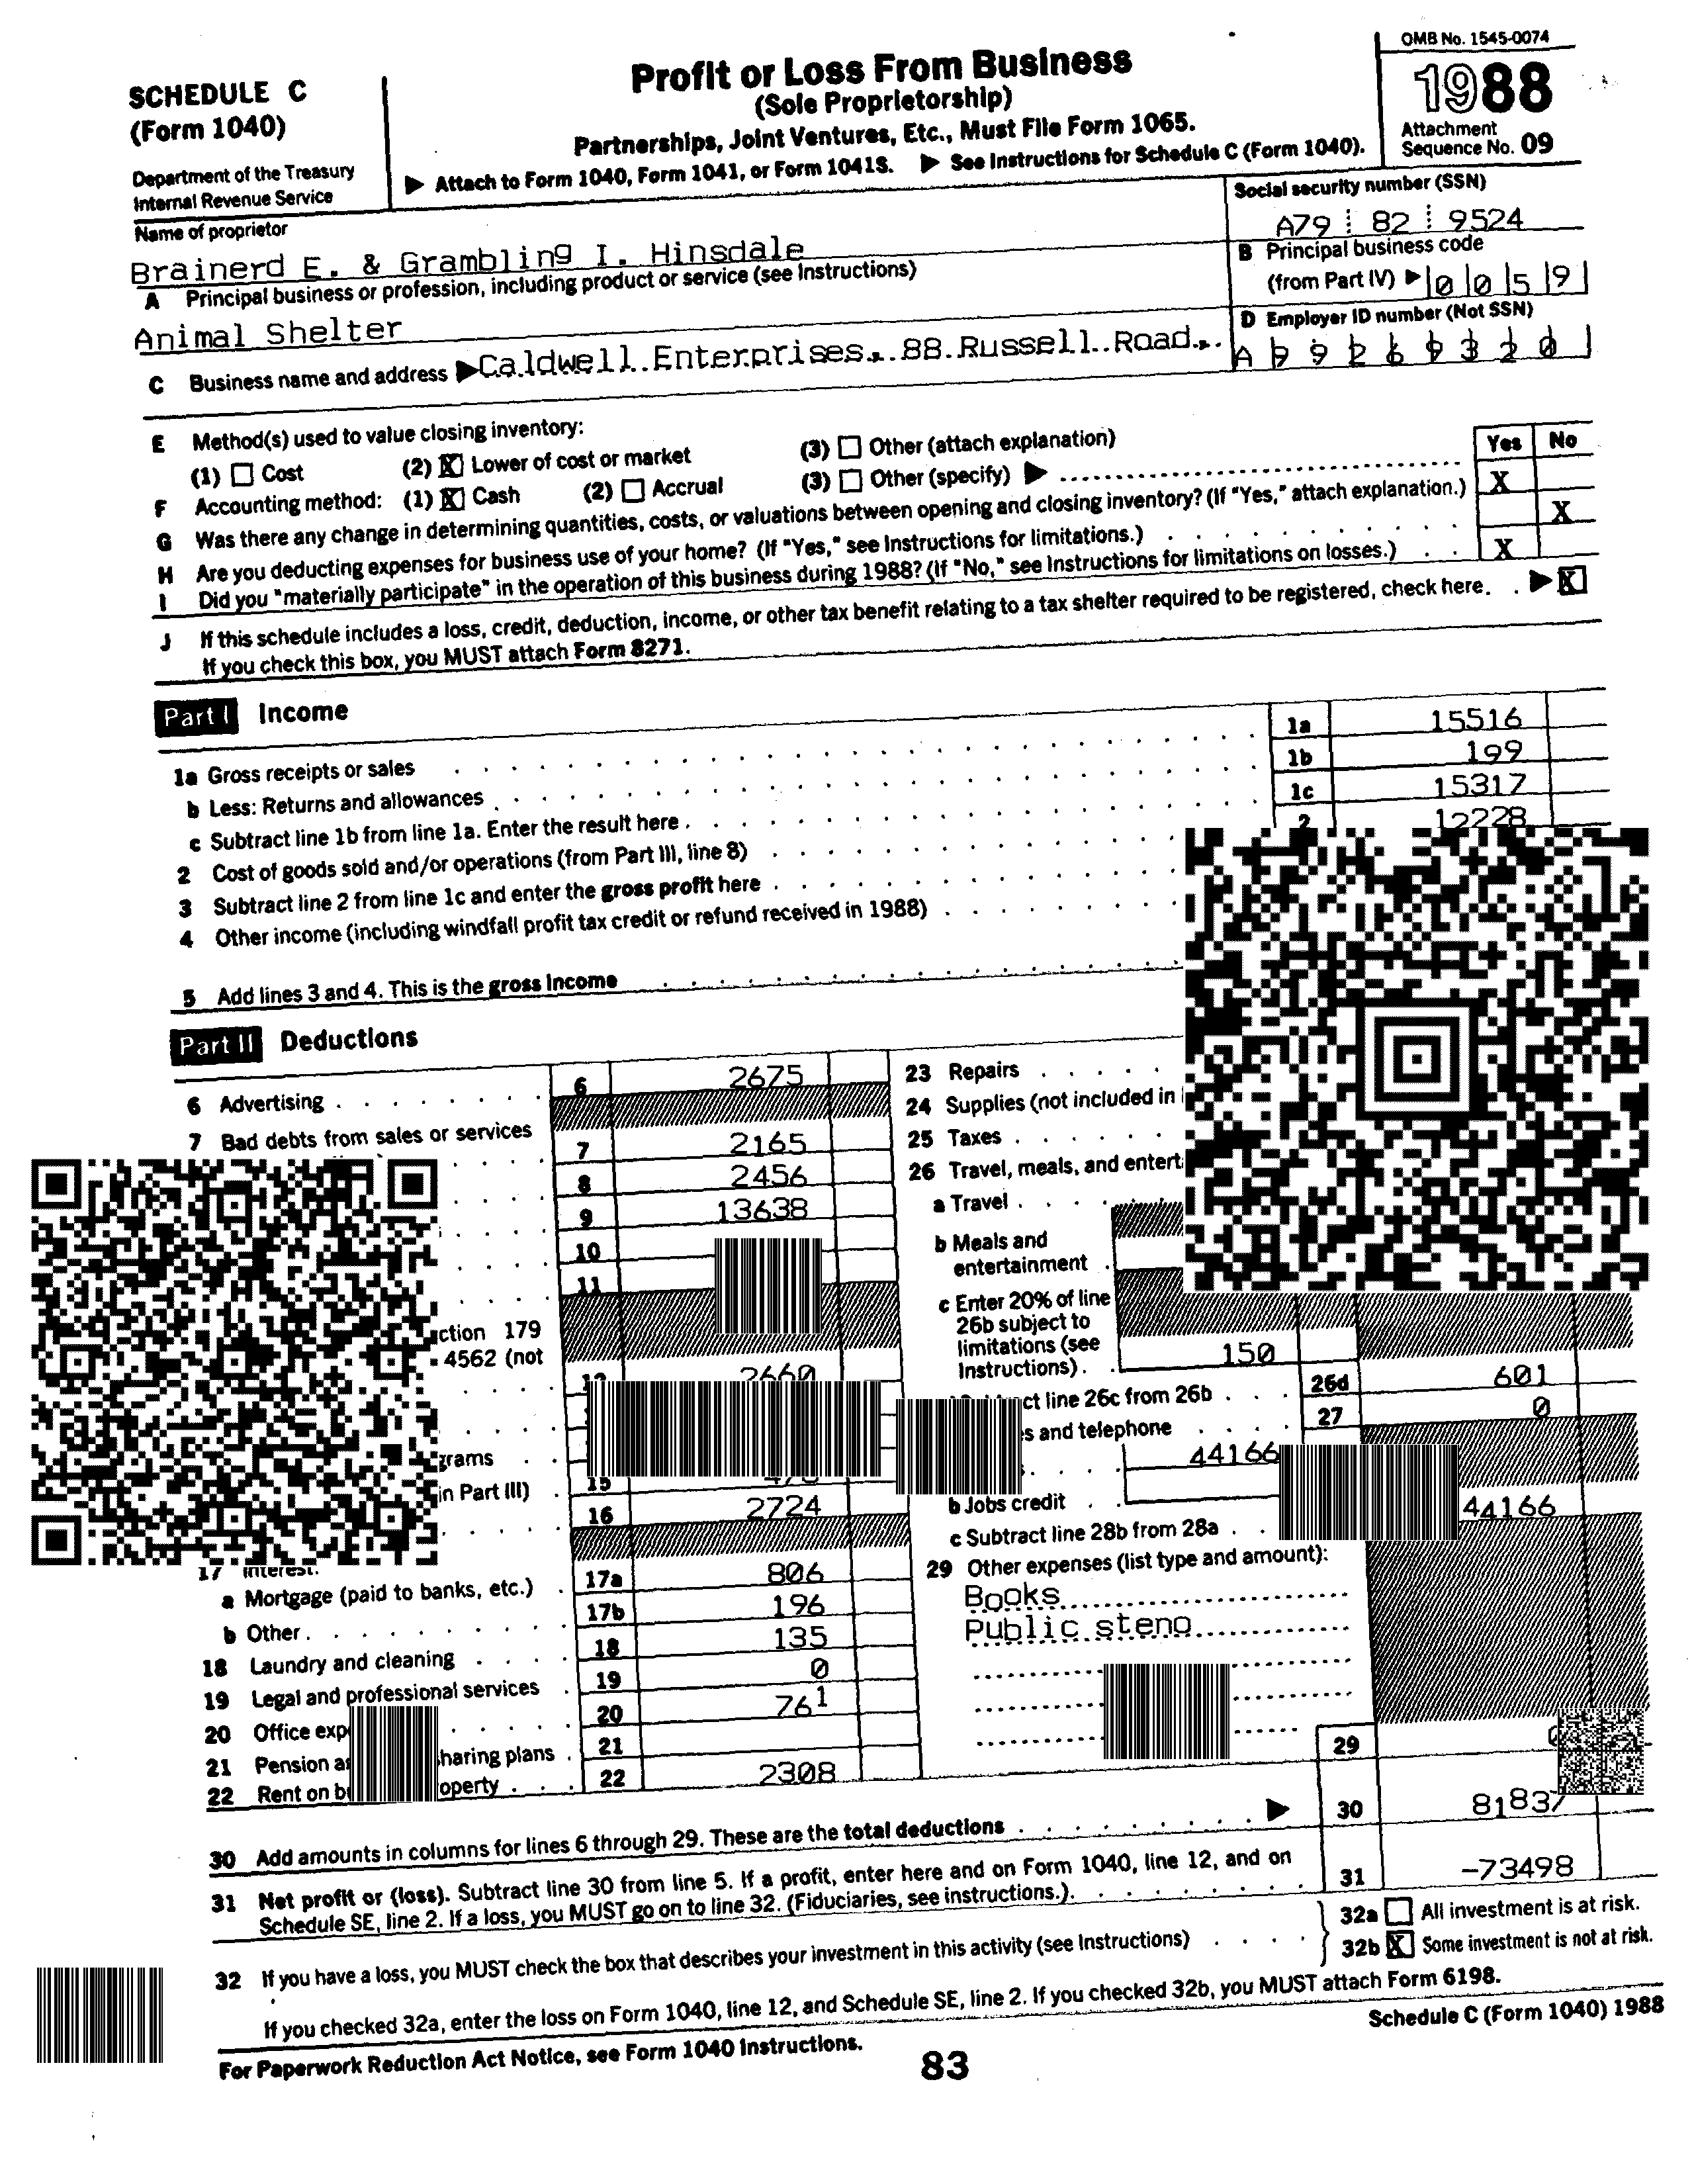 SCHEDULE C
(Form 1040)
Department of the Treasury
Internal Revenue Service
Profit or Loss From Business
(Sole Proprietorship)
Partnerships, Joint Ventures, Etc., Must File Form 1065.
▶ Attach to Form 1040, Form 1041, or Form 1041S. ▶ See Instructions for Schedule C (Form 1040).
OMB No. 1545-0074
1988
Attachment
Sequence No. 09
Name of proprietor
Brainerd E. & Grambling I. Hinsdale
Social security number (SSN)
A79 82 9524
A Principal business or profession, including product or service (see Instructions)
Animal Shelter
B Principal business code
(from Part IV) ▶ 0 0 5 9
C Business name and address ▶ Caldwell Enterprises, 88 Russell Road,
D Employer ID number (Not SSN)
A 9 9 2 6 9 3 2 0
E Method(s) used to value closing inventory:
(1) Cost (2) X Lower of cost or market (3) Other (attach explanation)
F Accounting method: (1) X Cash (2) Accrual (3) Other (specify) ▶
Yes No
G Was there any change in determining quantities, costs, or valuations between opening and closing inventory? (If "Yes," attach explanation.) X
H Are you deducting expenses for business use of your home? (If "Yes," see Instructions for limitations.) X
I Did you "materially participate" in the operation of this business during 1988? (If "No," see Instructions for limitations on losses.) X
J If this schedule includes a loss, credit, deduction, income, or other tax benefit relating to a tax shelter required to be registered, check here. ▶ X
If you check this box, you MUST attach Form 8271.
Part I Income
1a Gross receipts or sales 1a 15516
b Less: Returns and allowances 1b 199
c Subtract line 1b from line 1a. Enter the result here 1c 15317
2 Cost of goods sold and/or operations (from Part III, line 8) 2 12228
3 Subtract line 2 from line 1c and enter the gross profit here
4 Other income (including windfall profit tax credit or refund received in 1988)
5 Add lines 3 and 4. This is the gross income
Part II Deductions
6 Advertising 6 2675
7 Bad debts from sales or services
7 2165
8 2456
9 13638
10
11
179
4562 (not
2660
in Part III)
15
16 2724
17 Interest:
a Mortgage (paid to banks, etc.) 17a 806
b Other 17b 196
18 Laundry and cleaning 18 135
19 Legal and professional services 19 0
20 Office 20 761
21 Pension plans 21
22 Rent on 22 2308
23 Repairs
24 Supplies (not included in
25 Taxes
26 Travel, meals, and
a Travel
b Meals and
entertainment
c Enter 20% of line
26b subject to
limitations (see
Instructions) 150
line 26c from 26b 26d 601
and telephone 27 0
44166
b Jobs credit
c Subtract line 28b from 28a 44166
29 Other expenses (list type and amount):
Books
Public steno
29
30 Add amounts in columns for lines 6 through 29. These are the total deductions ▶ 30 81837
31 Net profit or (loss). Subtract line 30 from line 5. If a profit, enter here and on Form 1040, line 12, and on
Schedule SE, line 2. If a loss, you MUST go on to line 32. (Fiduciaries, see instructions.) 31 -73498
32 If you have a loss, you MUST check the box that describes your investment in this activity (see Instructions)
32a All investment is at risk.
32b X Some investment is not at risk.
If you checked 32a, enter the loss on Form 1040, line 12, and Schedule SE, line 2. If you checked 32b, you MUST attach Form 6198.
For Paperwork Reduction Act Notice, see Form 1040 Instructions.
83
Schedule C (Form 1040) 1988